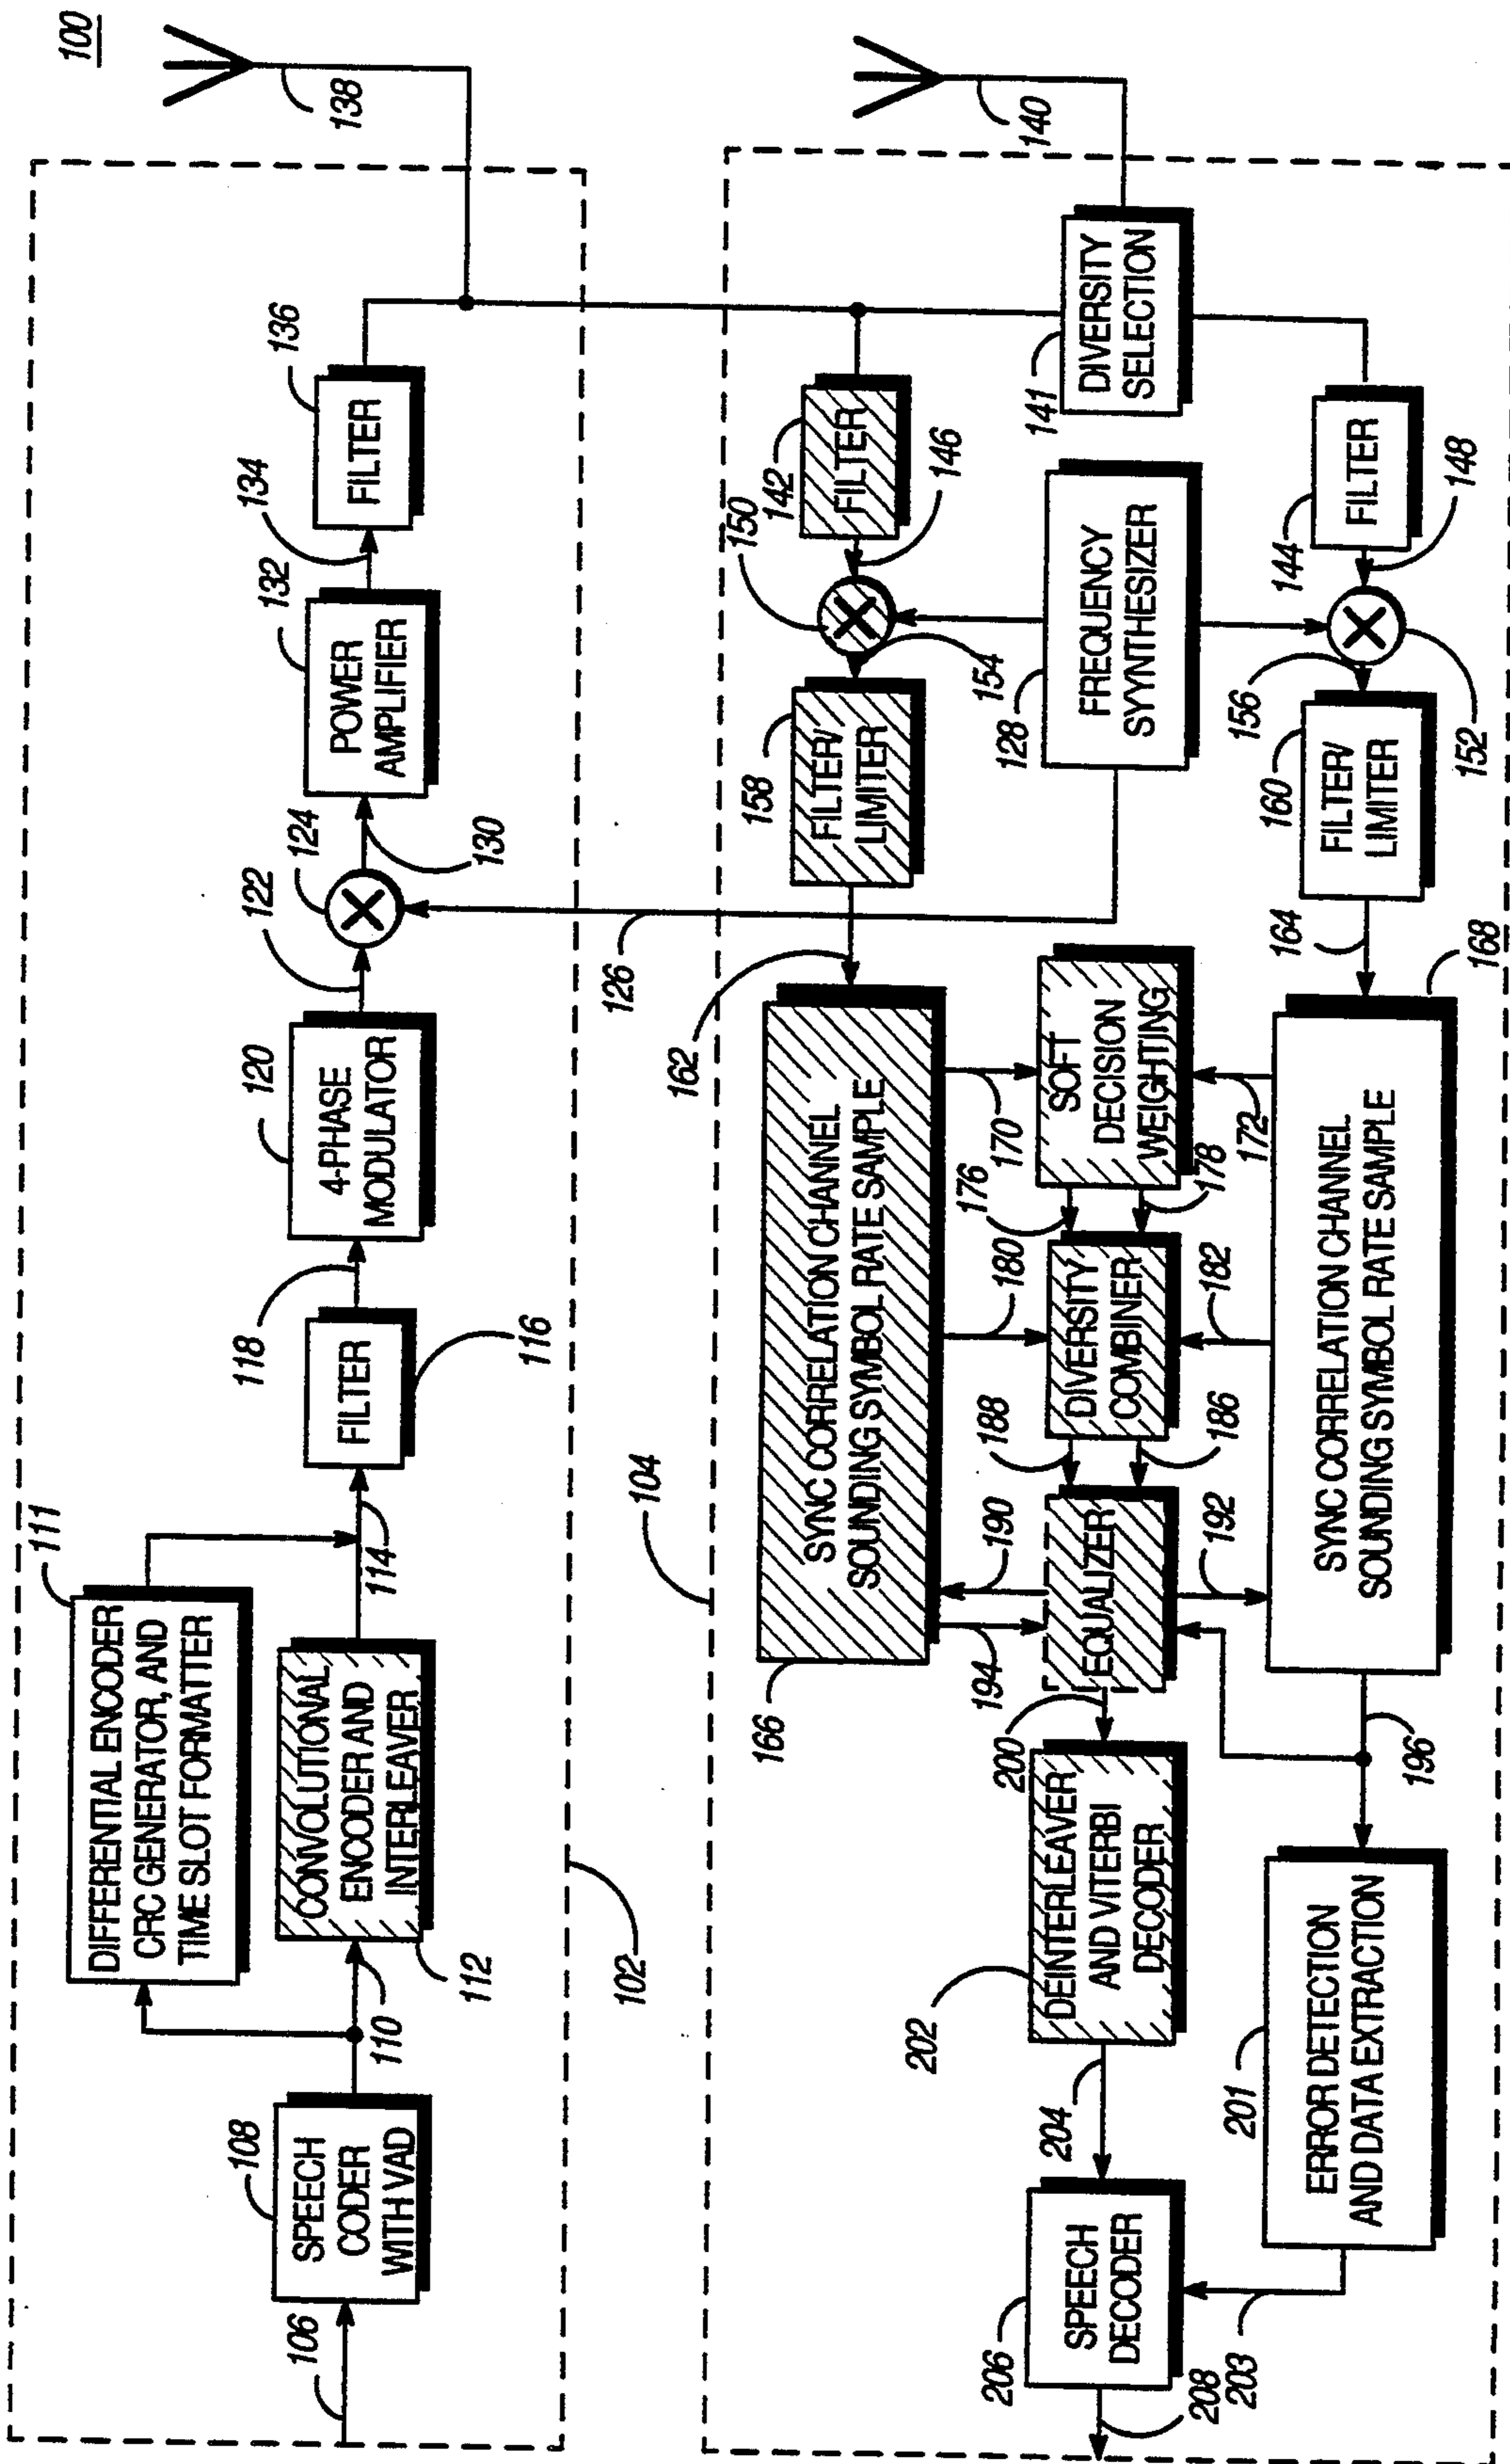 100
138
136
FILTER
134
132
POWER
AMPLIFIER
130
124
122
120
4-PHASE
MODULATOR
118
FILTER
116
111
DIFFERENTIAL ENCODER
CRC GENERATOR, AND
TIME SLOT FORMATTER
114
CONVOLUTIONAL
ENCODER AND
INTERLEAVER
112
110
108
SPEECH
CODER
WITH VAD
106
102
126
104
140
DIVERSITY
SELECTION
141
142
FILTER
146
150
154
158
FILTER/
LIMITER
128
FREQUENCY
SYYNTHESIZER
144
FILTER
148
152
156
160
FILTER/
LIMITER
162
164
166
SYNC CORRELATION CHANNEL
SOUNDING SYMBOL RATE SAMPLE
168
SYNC CORRELATION CHANNEL
SOUNDING SYMBOL RATE SAMPLE
170
172
SOFT
DECISION
WEIGHTING
176
178
180
182
DIVERSITY
COMBINER
188
186
190
192
194
196
EQUALIZER
200
202
DEINTERLEAVER
AND VITERBI
DECODER
204
201
ERROR DETECTION
AND DATA EXTRACTION
203
206
SPEECH
DECODER
208